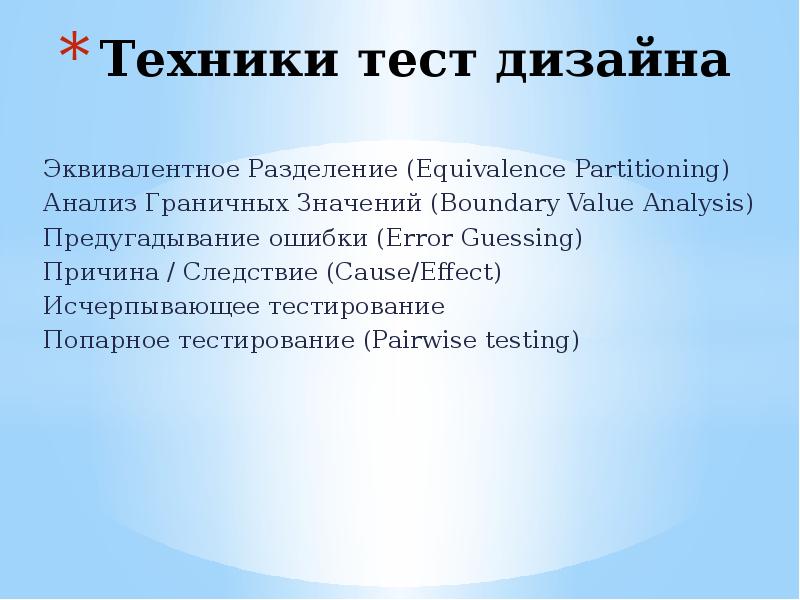 * Техники тест дизайна
Эквивалентное Разделение (Equivalence Partitioning)
Анализ Граничных Значений (Boundary Value Analysis)
Предугадывание ошибки (Error Guessing)
Причина / Следствие (Cause/Effect)
Исчерпывающее тестирование
Попарное тестирование (Pairwise testing)